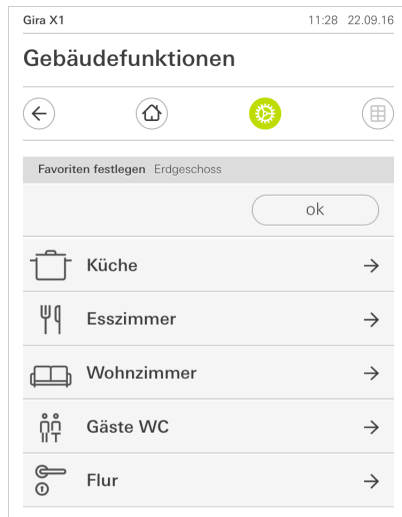 Gira X1 11:28 22.09.16
Gebäudefunktionen
Favoriten festlegen Erdgeschoss
ok
Küche
Esszimmer
Wohnzimmer
Gäste WC
Flur